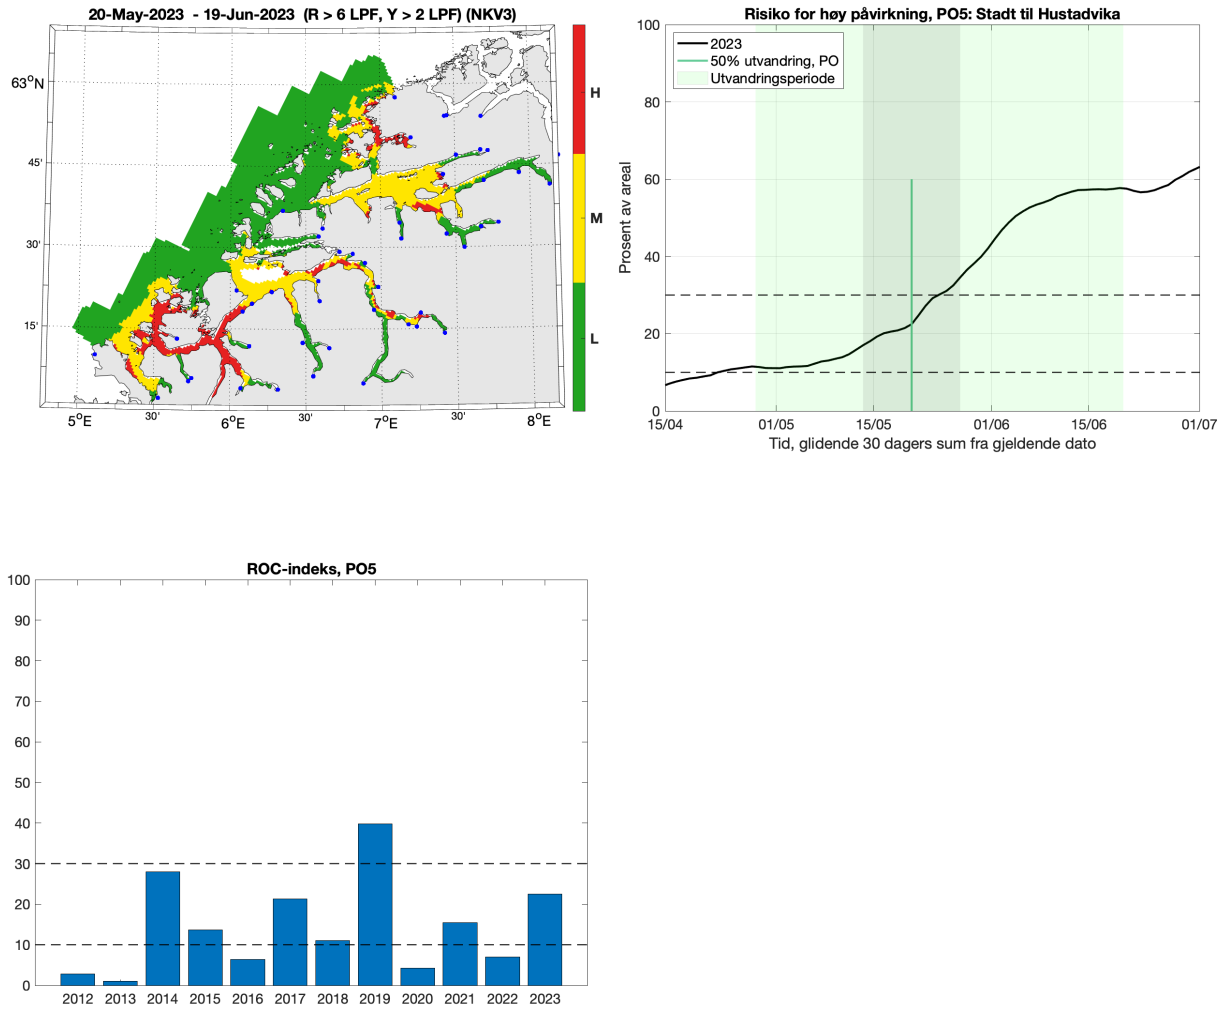 20-May-2023 - 19-Jun-2023 (R > 6 LPF, Y > 2 LPF) (NKV3)
63°N
45'
30'
15'
5°E
30'
6°E
30'
7°E
30'
8°E
H
M
L
Risiko for høy påvirkning, PO5: Stadt til Hustadvika
2023
50% utvandring, PO
Utvandringsperiode
Prosent av areal
100
80
60
40
20
0
15/04
01/05
15/05
01/06
15/06
01/07
Tid, glidende 30 dagers sum fra gjeldende dato
ROC-indeks, PO5
100
90
80
70
60
50
40
30
20
10
0
2012
2013
2014
2015
2016
2017
2018
2019
2020
2021
2022
2023